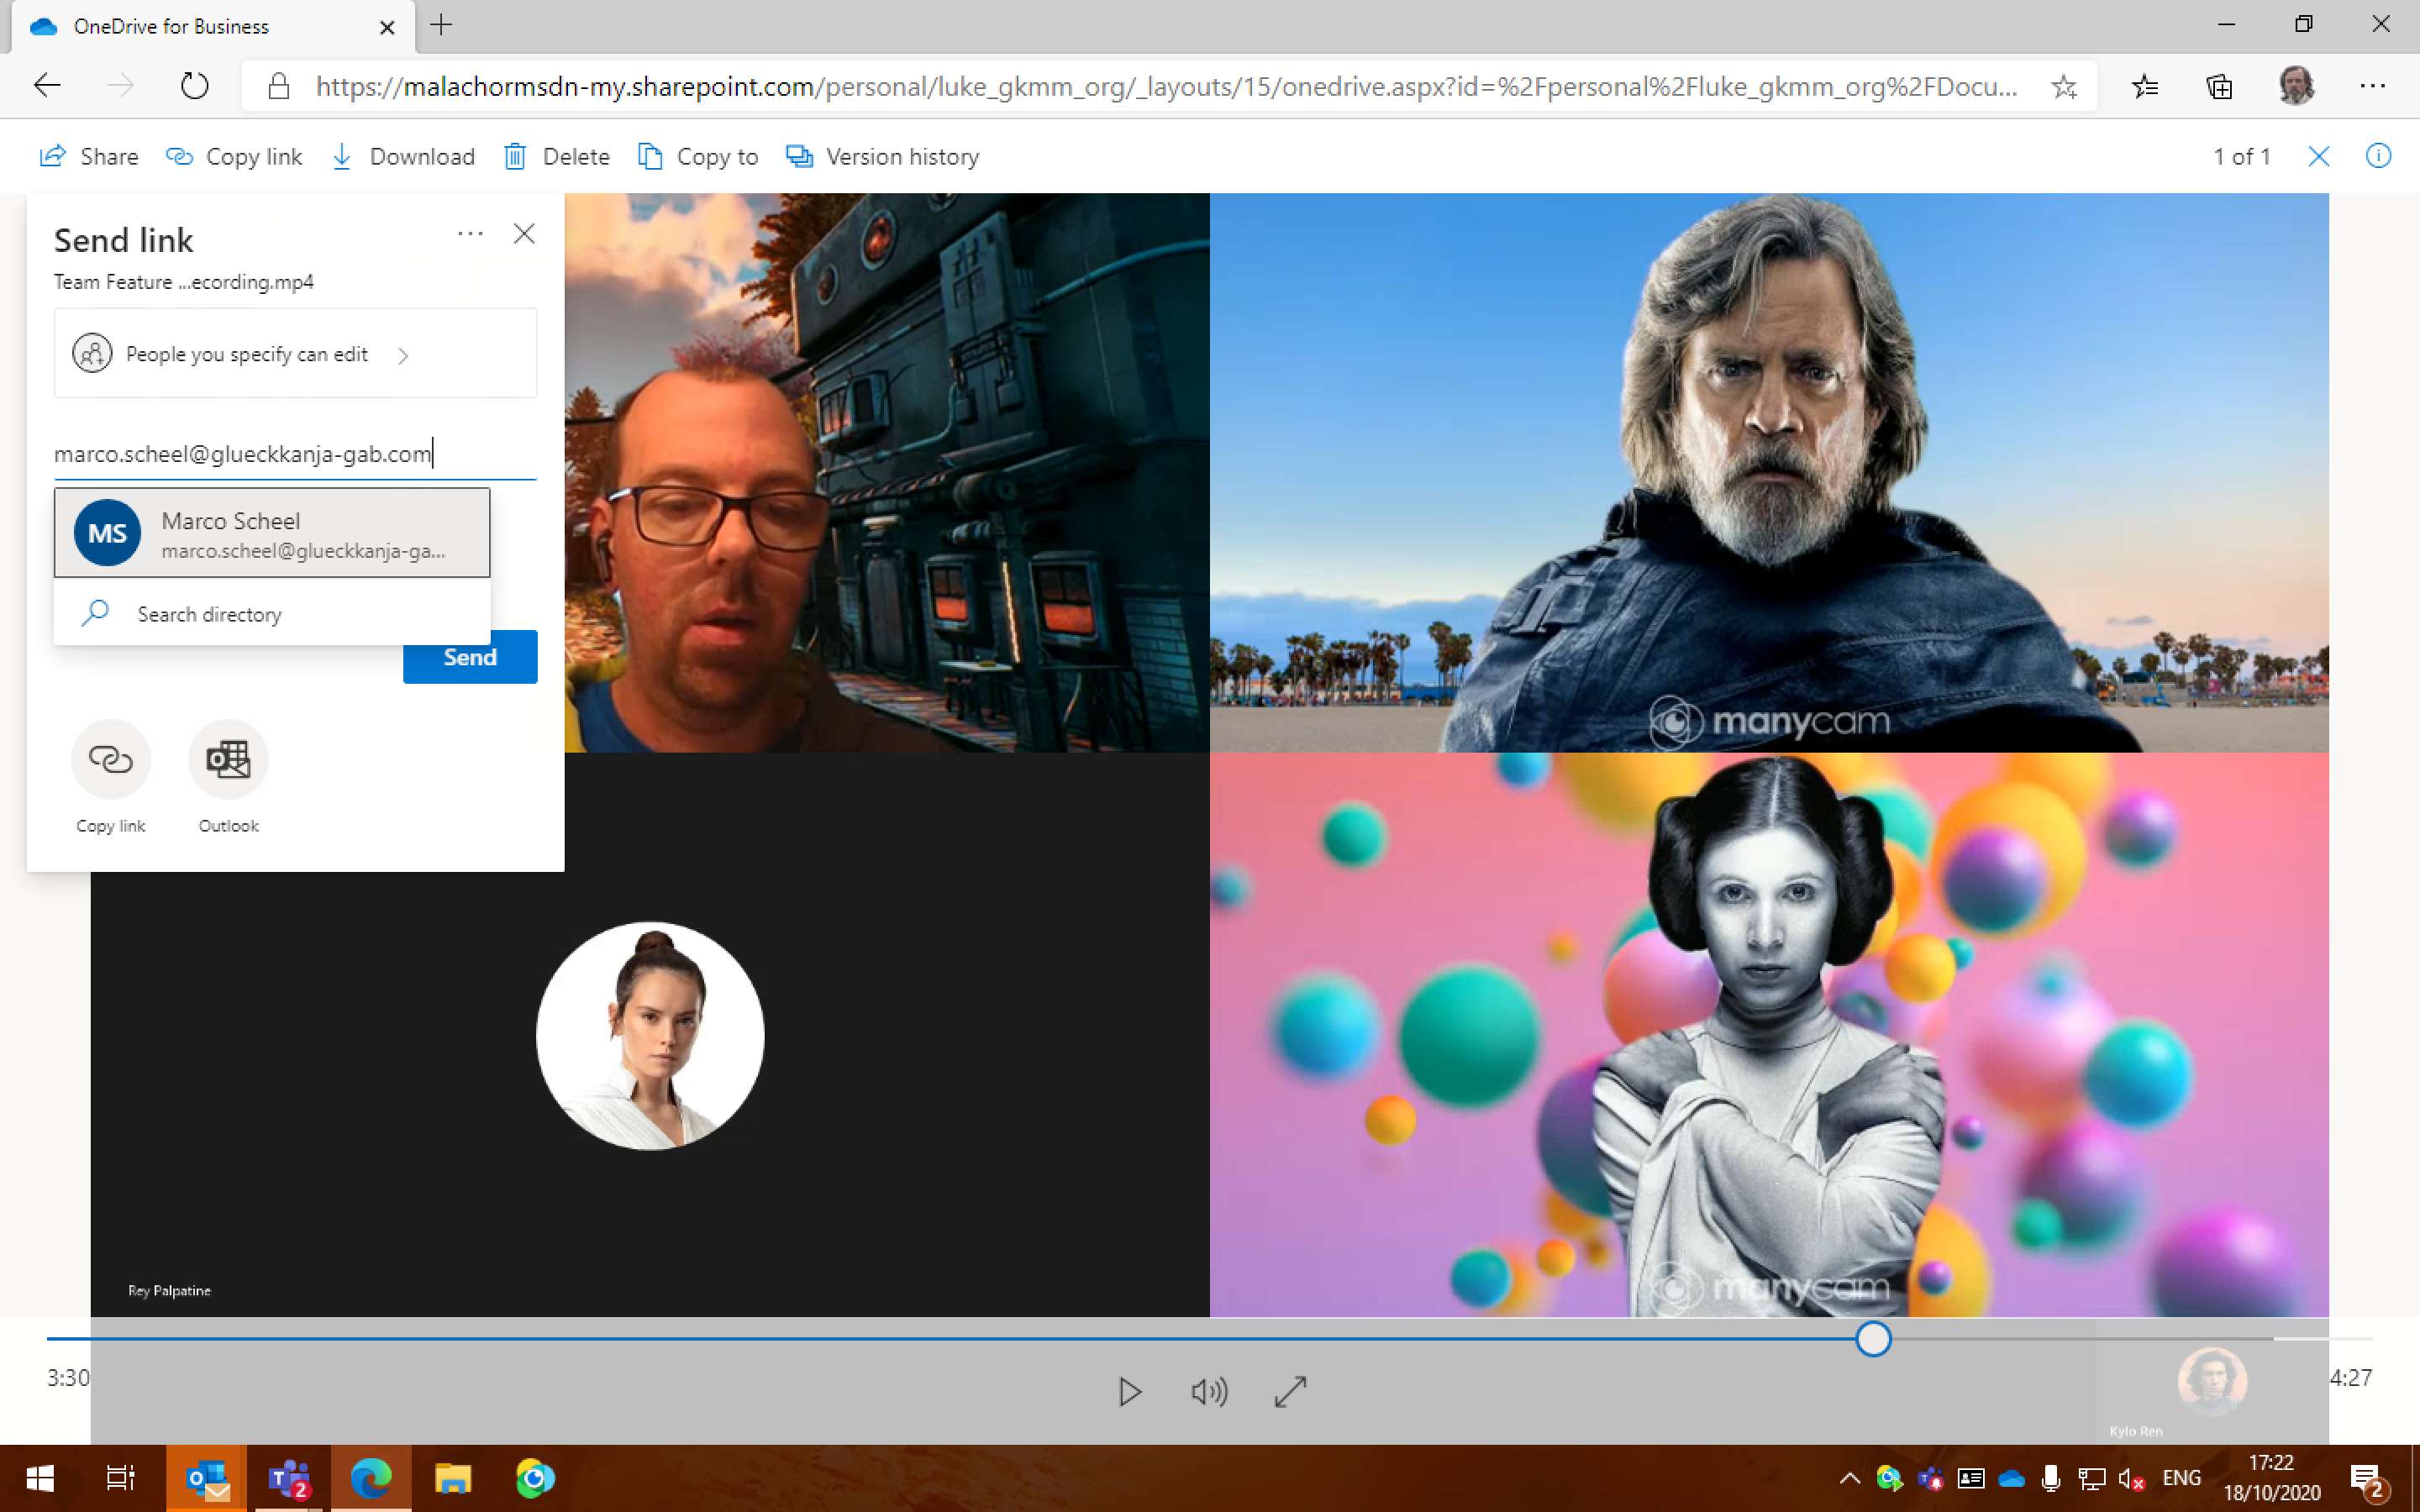 OneDrive for Business
https://malachormsdn-my.sharepoint.com/personal/luke_gkmm_org/_layouts/15/onedrive.aspx?id=%2Fpersonal%2Fluke_gkmm_org%2FDocu...
Share Copy link Download Delete Copy to Version history 1 of 1
Send link
Team Feature ...ecording.mp4
People you specify can edit
marco.scheel@glueckkanja-gab.com
MS Marco Scheel
marco.scheel@glueckkanja-ga...
Search directory
Send
manycam
Copy link Outlook
Rey Palpatine
manycam
3:30
4:27
Kylo Ren
2
ENG
17:22
18/10/2020
2